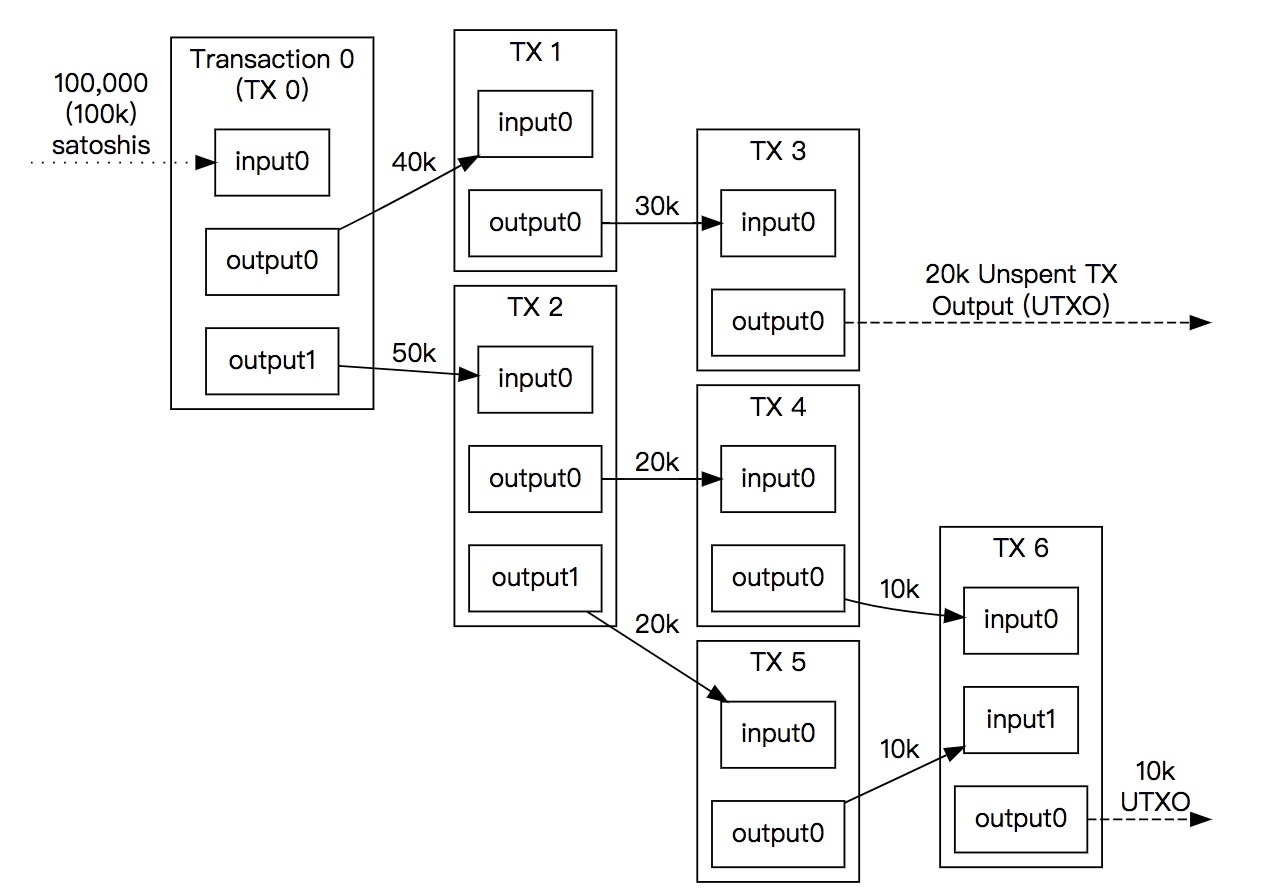 100,000
(100k)
satoshis
Transaction 0
(TX 0)
input0
output0
output1
40k
50k
TX 1
input0
output0
30k
TX 2
input0
output0
output1
20k
20k
TX 3
input0
output0
20k Unspent TX
Output (UTXO)
TX 4
input0
output0
10k
TX 5
input0
output0
10k
TX 6
input0
input1
output0
10k
UTXO